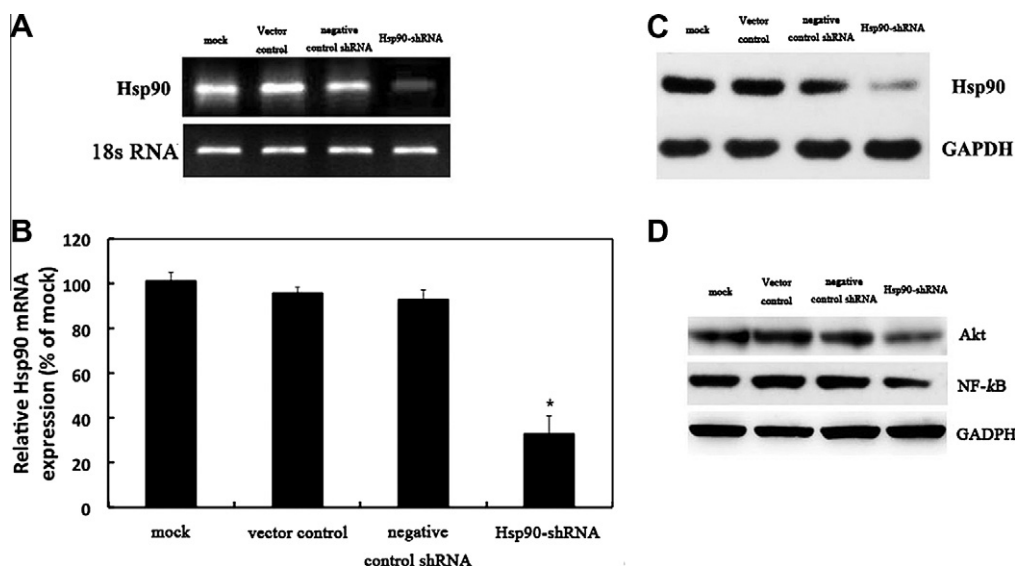 A
mock
Vector
control
negative
control shRNA
Hsp90-shRNA
Hsp90
18s RNA
B
Relative Hsp90 mRNA
expression (% of mock)
120
100
80
60
40
20
0
*
mock
vector control
negative
control shRNA
Hsp90-shRNA
C
mock
Vector
control
negative
control shRNA
Hsp90-shRNA
Hsp90
GAPDH
D
mock
Vector
control
negative
control shRNA
Hsp90-shRNA
Akt
NF-kB
GADPH